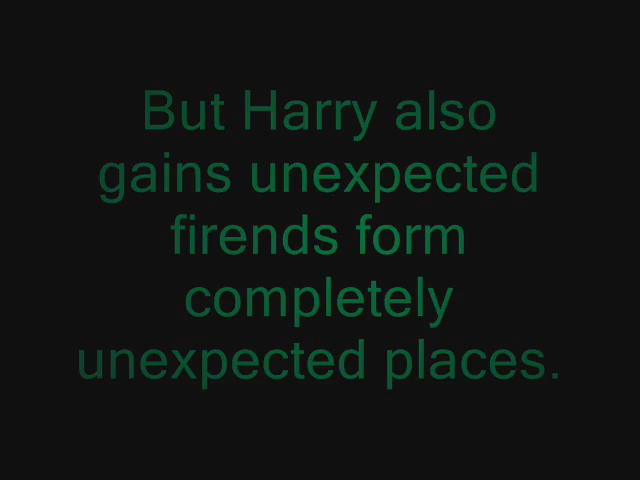 But Harry also
gains unexpected
firends form
completely
unexpected places.